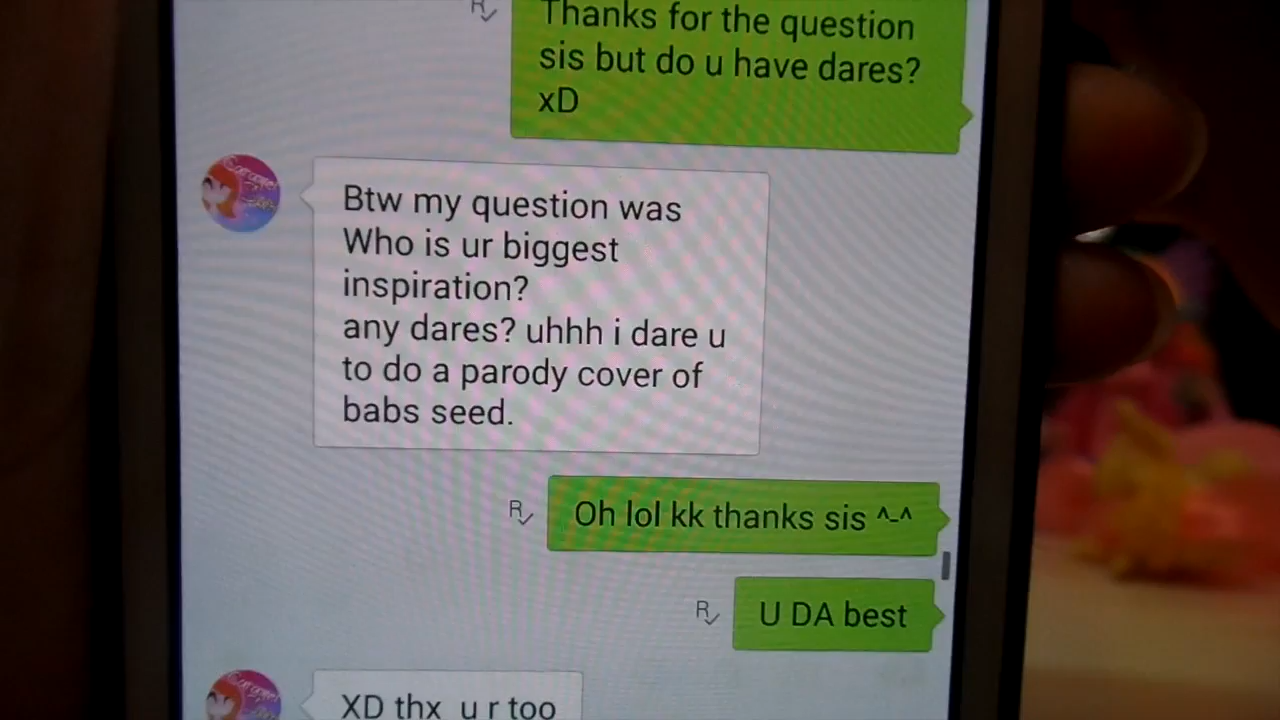 Thanks for the question
sis but do u have dares?
xD
R
Btw my question was
Who is ur biggest
inspiration?
any dares? uhhh i dare u
to do a parody cover of
babs seed.
R
Oh lol kk thanks sis ^-^
R
U DA best
XD thx u r too